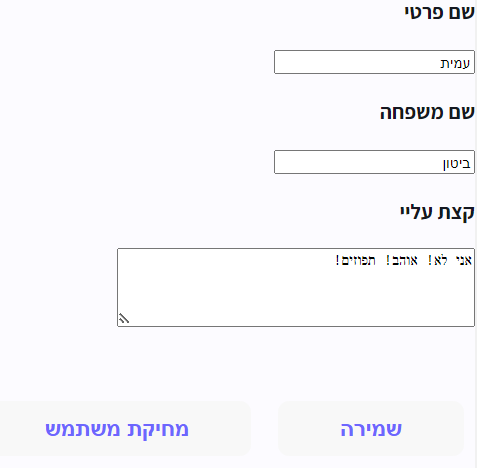 שם פרטי
עמית
שם משפחה
ביטון
קצת עליי
אני לא! אוהב! תפוזים!
שמירה
מחיקת משתמש